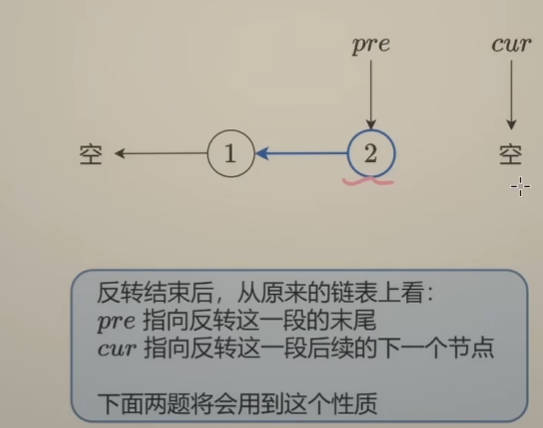 pre cur
空 1 2 空
反转结束后，从原来的链表上看：
pre 指向反转这一段的末尾
cur 指向反转这一段后续的下一个节点
下面两题将会用到这个性质